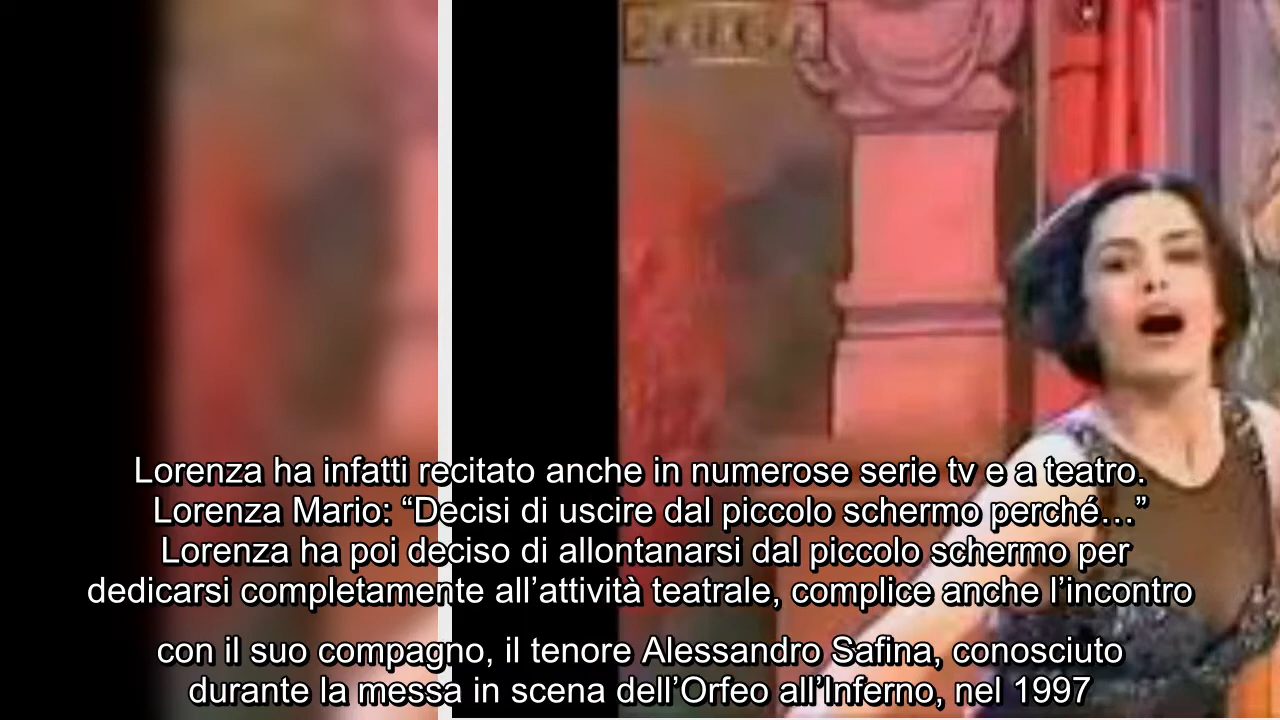 Lorenza ha infatti recitato anche in numerose serie tv e a teatro.
Lorenza Mario: “Decisi di uscire dal piccolo schermo perché…”
Lorenza ha poi deciso di allontanarsi dal piccolo schermo per
dedicarsi completamente all’attività teatrale, complice anche l’incontro
con il suo compagno, il tenore Alessandro Safina, conosciuto
durante la messa in scena dell’Orfeo all’Inferno, nel 1997